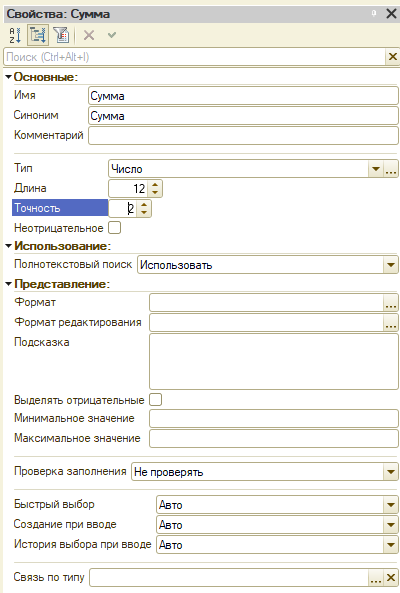 Свойства: Сумма
Поиск (Ctrl+Alt+I)
Основные:
Имя Сумма
Синоним Сумма
Комментарий
Тип Число
Длина 12
Точность 2
Неотрицательное
Использование:
Полнотекстовый поиск Использовать
Представление:
Формат
Формат редактирования
Подсказка
Выделять отрицательные
Минимальное значение
Максимальное значение
Проверка заполнения Не проверять
Быстрый выбор Авто
Создание при вводе Авто
История выбора при вводе Авто
Связь по типу